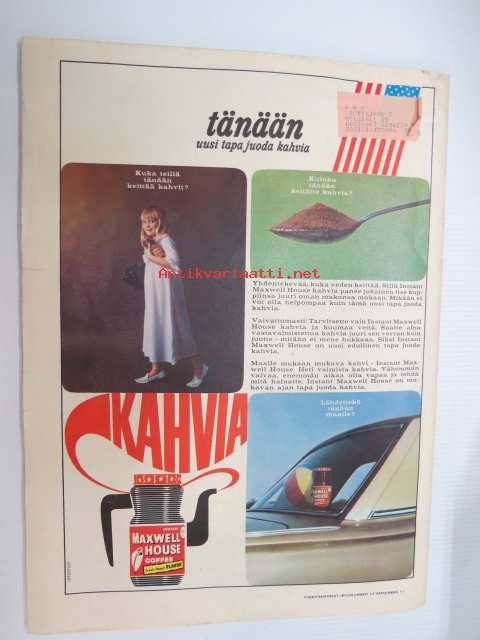 tänään
uusi tapa juoda kahvia
Kuka teillä
tänään
keittää kahvit?
Kuinka
tänään
keitätte kahvia?
Antikvariaatti.net
Yhdentekevää, kuka veden keittää. Sillä Instant
Maxwell House kahvia panee jokainen itse kup-
piinsa juuri oman makunsa mukaan. Mikään ei
voi olla helpompaa kuin tämä uusi tapa juoda
kahvia.
Vaivattomasti! Tarvitsette vain Instant Maxwell
House kahvia ja kuumaa vettä. Saatte aina
vastavalmistettua kahvia juuri sen verran kuin
juotte - mitään ei mene hukkaan. Siksi Instant
Maxwell House on uusi edullinen tapa juoda
kahvia.
Maalle mukaan mukava kahvi - Instant Max-
well House. Heti valmista kahvia. Vähemmän
vaivaa, enemmän aikaa olla vapaa ja tehdä
mitä haluatte. Instant Maxwell House on mu-
kavan ajan tapa juoda kahvia.
Lähdettekö
tänään
maalle?
KAHVIA
INSTANT
MAXWELL
HOUSE
COFFEE
FLAVOR